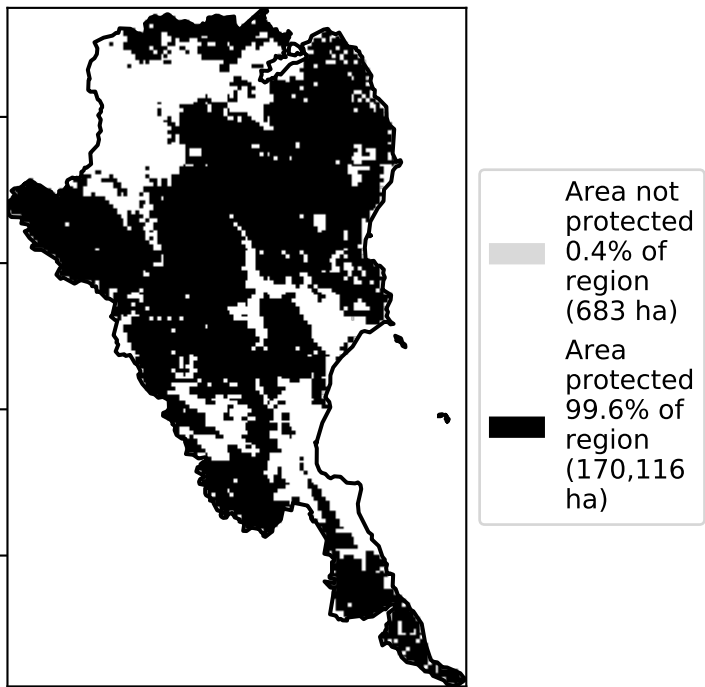 Area not
protected
0.4% of
region
(683 ha)
Area
protected
99.6% of
region
(170,116
ha)